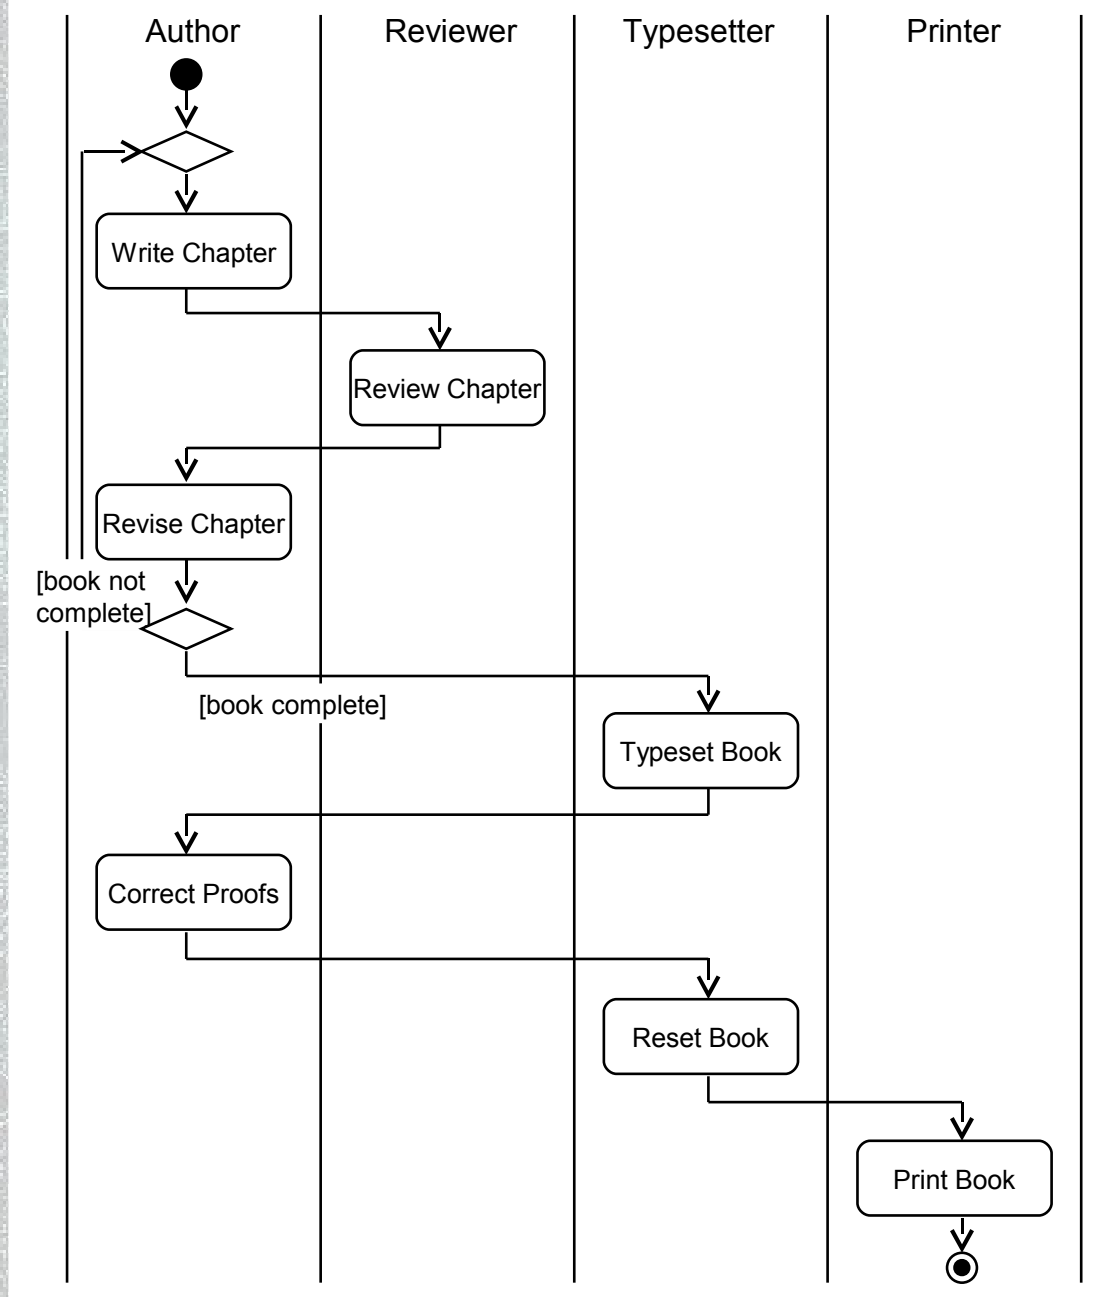 Author Reviewer Typesetter Printer
Write Chapter
Review Chapter
Revise Chapter
[book not
complete]
[book complete]
Typeset Book
Correct Proofs
Reset Book
Print Book